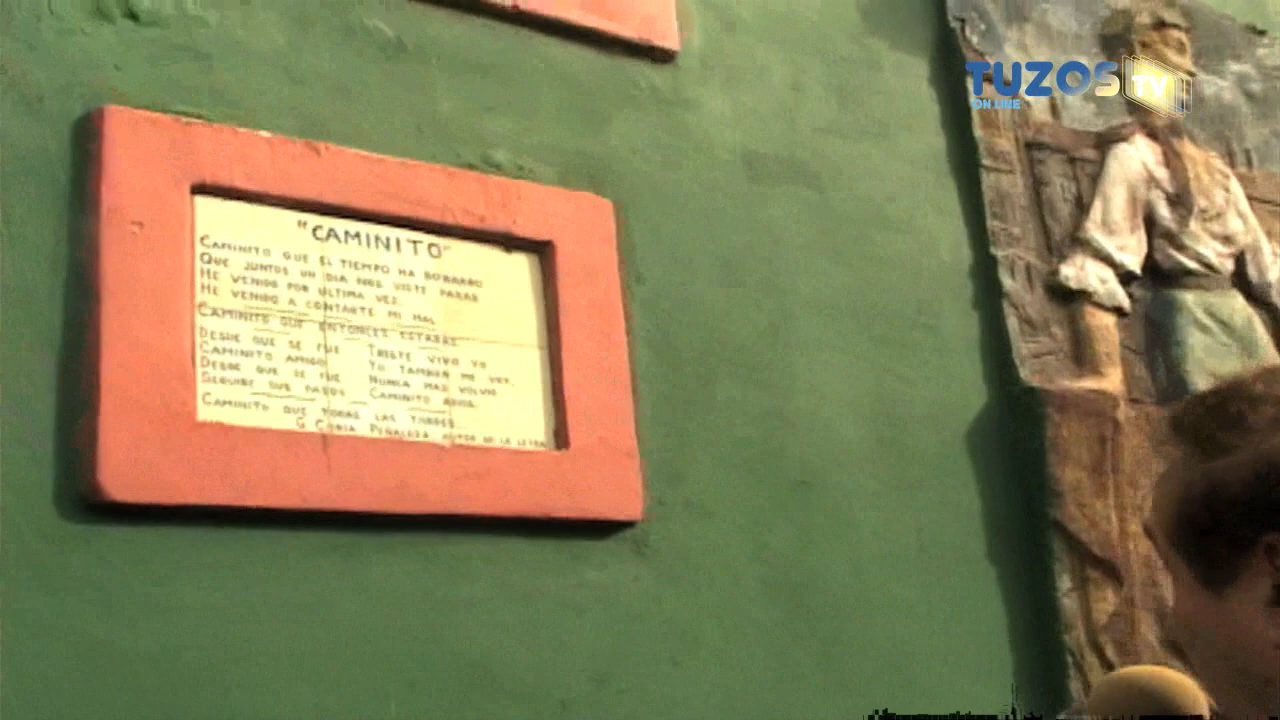 TUZOS TV
ON LINE
"CAMINITO"
CAMINITO QUE EL TIEMPO HA BORRADO
QUE JUNTOS UN DIA NOS VISTE PASAR
HE VENIDO POR ULTIMA VEZ.
HE VENIDO A CONTARTE MI MAL
CAMINITO QUE ENTONCES ESTABAS
DESDE QUE SE FUE TRISTE VIVO YO
CAMINITO AMIGO YO TAMBIEN ME VOY.
DESDE QUE SE FUE NUNCA MAS VOLVIO
SEGUIRE SUS PASOS CAMINITO ADIOS.
CAMINITO QUE TODAS LAS TARDES...
G CORIA PEÑALOZA AUTOR DE LA LETRA